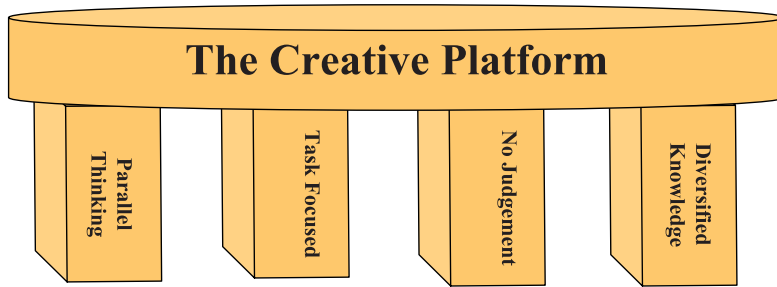 The Creative Platform
Parallel
Thinking
Task Focused
No Judgement
Diversified
Knowledge